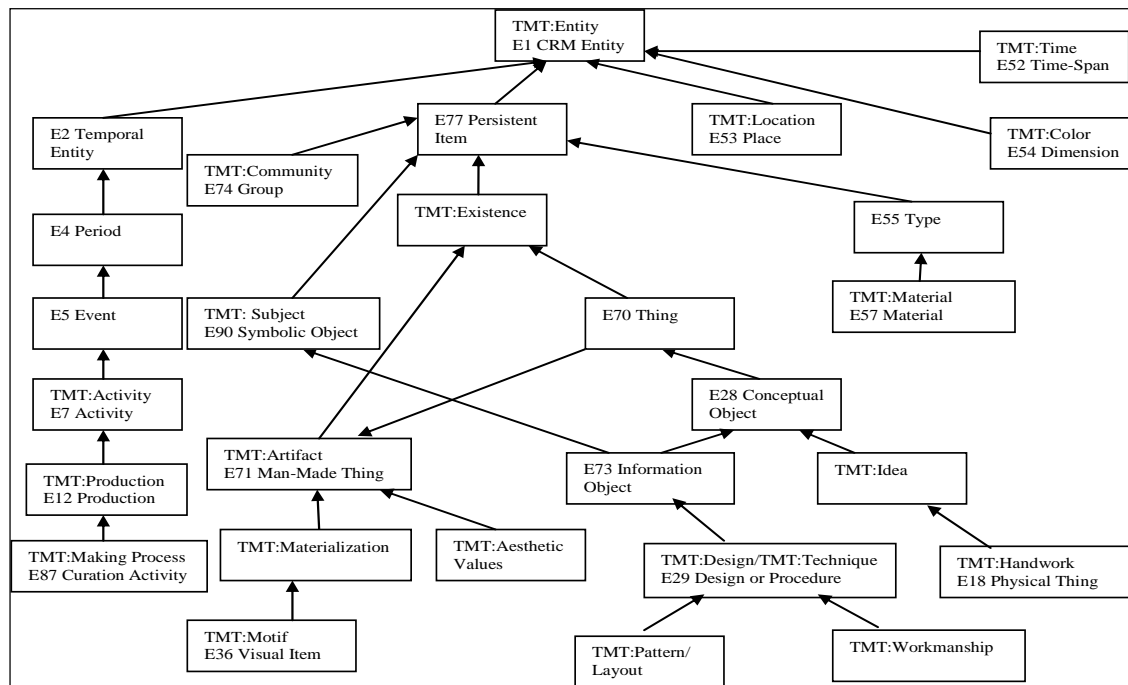 TMT:Entity
E1 CRM Entity
TMT:Time
E52 Time-Span
E2 Temporal
Entity
E77 Persistent
Item
TMT:Location
E53 Place
TMT:Color
E54 Dimension
TMT:Community
E74 Group
TMT:Existence
E55 Type
E4 Period
TMT:Material
E57 Material
E5 Event
TMT: Subject
E90 Symbolic Object
E70 Thing
TMT:Activity
E7 Activity
E28 Conceptual
Object
TMT:Artifact
E71 Man-Made Thing
E73 Information
Object
TMT:Idea
TMT:Production
E12 Production
TMT:Making Process
E87 Curation Activity
TMT:Materialization
TMT:Aesthetic
Values
TMT:Design/TMT:Technique
E29 Design or Procedure
TMT:Handwork
E18 Physical Thing
TMT:Motif
E36 Visual Item
TMT:Pattern/
Layout
TMT:Workmanship